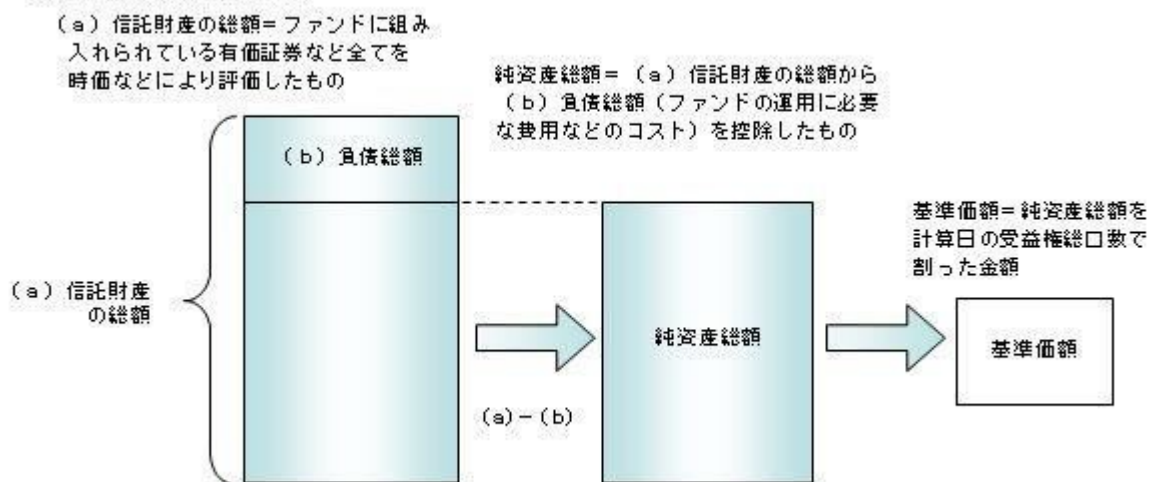 (a)信託財産の総額=ファンドに組み
入れられている有価証券など全てを
時価などにより評価したもの
純資産総額=(a)信託財産の総額から
(b)負債総額(ファンドの運用に必要
な費用などのコスト)を控除したもの
(b)負債総額
基準価額=純資産総額を
計算日の受益権総口数で
割った金額
(a)信託財産
の総額
純資産総額
基準価額
(a)-(b)